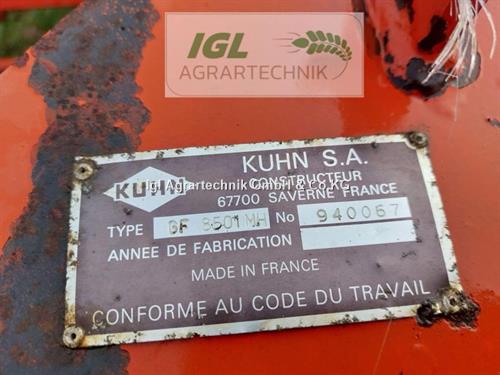 IGL
AGRARTECHNIK
KUHN
KUHN S.A.
CONSTRUCTEUR
Igl Agrartechnik GmbH & Co.KG
67700 SAVERNE FRANCE
TYPE GF 8501 MH No 940067
ANNEE DE FABRICATION
MADE IN FRANCE
CONFORME AU CODE DU TRAVAIL